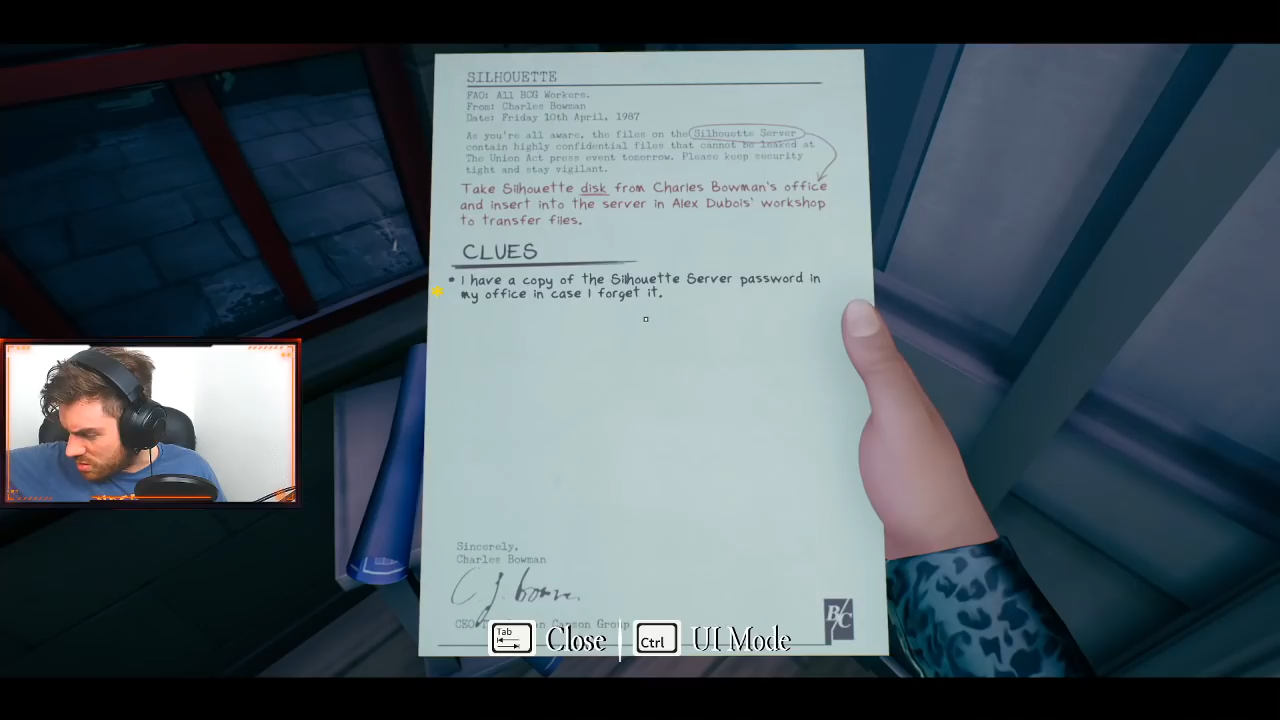 SILHOUETTE
FAO: All BCG Workers.
From: Charles Bowman
Date: Friday 10th April, 1987
As you're all aware, the files on the Silhouette Server
contain highly confidential files that cannot be leaked at
The Union Act press event tomorrow. Please keep security
tight and stay vigilant.
Take Silhouette disk from Charles Bowman's office
and insert into the server in Alex Dubois' workshop
to transfer files.
CLUES
• I have a copy of the Silhouette Server password in
my office in case I forget it.
Sincerely,
Charles Bowman
C J. Bowman
CEO Carson Group
B/C
Tab Close | Ctrl UI Mode